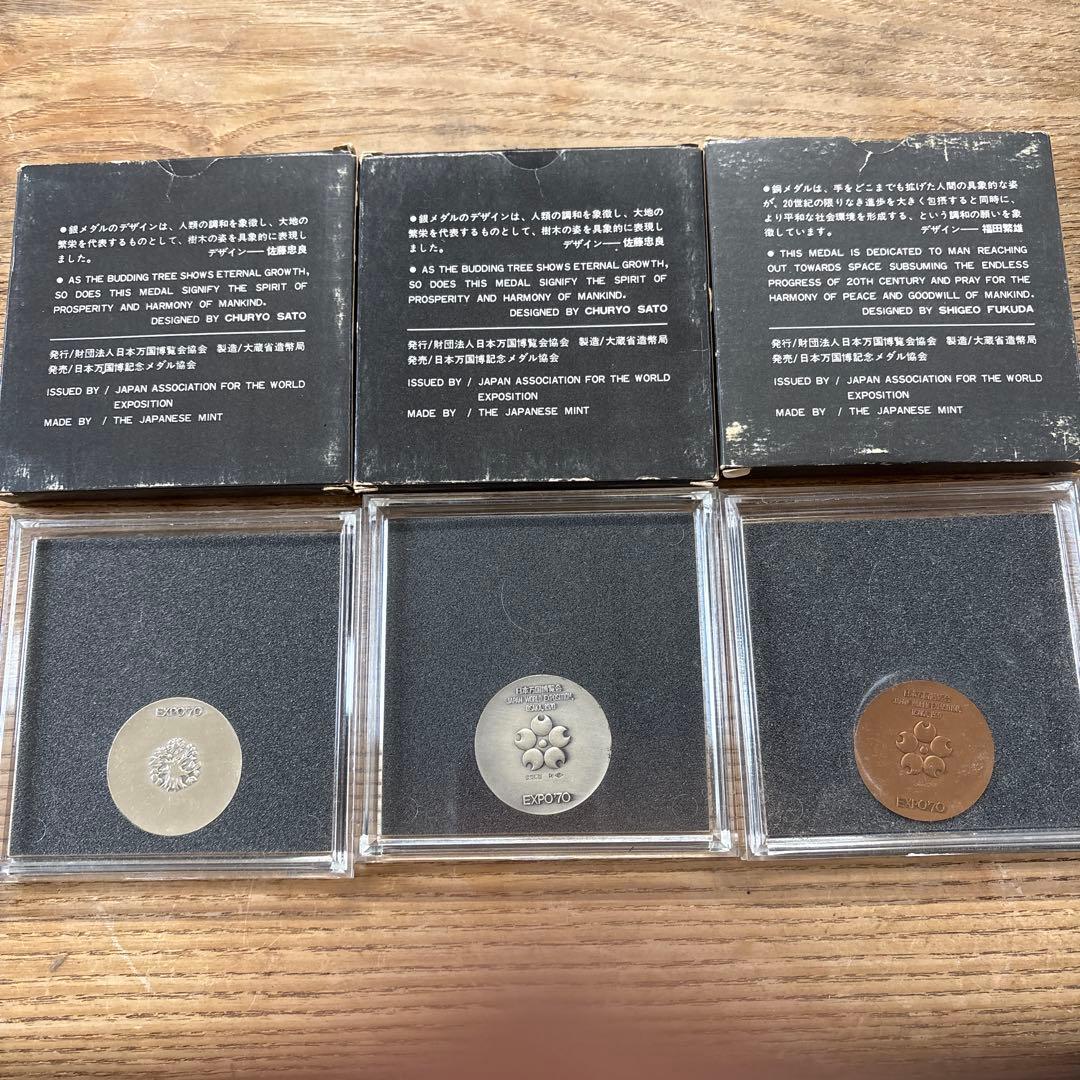 ●銀メダルのデザインは、人類の調和を象徴し、大地の
繁栄を代表するものとして、樹木の姿を具象的に表現し
ました。 デザイン──佐藤忠良
● AS THE BUDDING TREE SHOWS ETERNAL GROWTH,
SO DOES THIS MEDAL SIGNIFY THE SPIRIT OF
PROSPERITY AND HARMONY OF MANKIND.
DESIGNED BY CHURYO SATO
発行/財団法人日本万国博覧会協会 製造/大蔵省造幣局
発売/日本万国博記念メダル協会
ISSUED BY / JAPAN ASSOCIATION FOR THE WORLD
EXPOSITION
MADE BY / THE JAPANESE MINT
●銀メダルのデザインは、人類の調和を象徴し、大地の
繁栄を代表するものとして、樹木の姿を具象的に表現し
ました。 デザイン──佐藤忠良
● AS THE BUDDING TREE SHOWS ETERNAL GROWTH,
SO DOES THIS MEDAL SIGNIFY THE SPIRIT OF
PROSPERITY AND HARMONY OF MANKIND.
DESIGNED BY CHURYO SATO
発行/財団法人日本万国博覧会協会 製造/大蔵省造幣局
発売/日本万国博記念メダル協会
ISSUED BY / JAPAN ASSOCIATION FOR THE WORLD
EXPOSITION
MADE BY / THE JAPANESE MINT
●銅メダルは、手をどこまでも拡げた人間の具象的な姿
が、20世紀の限りなき進歩を大きく包摂すると同時に、
より平和な社会環境を形成する、という調和の願いを象
徴しています。 デザイン──福田繁雄
● THIS MEDAL IS DEDICATED TO MAN REACHING
OUT TOWARDS SPACE SUBSUMING THE ENDLESS
PROGRESS OF 20TH CENTURY AND PRAY FOR THE
HARMONY OF PEACE AND GOODWILL OF MANKIND.
DESIGNED BY SHIGEO FUKUDA
発行/財団法人日本万国博覧会協会 製造/大蔵省造幣局
発売/日本万国博記念メダル協会
ISSUED BY / JAPAN ASSOCIATION FOR THE WORLD
EXPOSITION
MADE BY / THE JAPANESE MINT
EXPO'70
日本万国博覧会
JAPAN WORLD EXPOSITION,
OSAKA, 1970
EXPO'70
JAPAN WORLD EXPOSITION,
OSAKA, 1970
EXPO'70